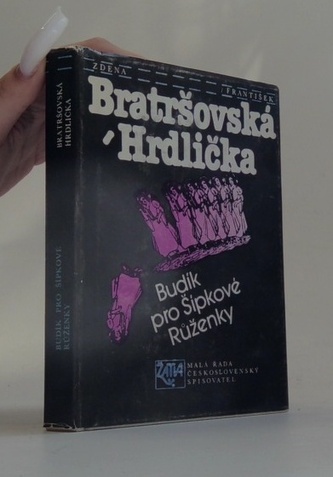 ZDENA
FRANTIŠEK
Bratršovská
Hrdlička
Budík
pro Šípkové
Růženky
MALÁ ŘADA
ČESKOSLOVENSKÝ
SPISOVATEL
BRATRŠOVSKÁ
HRDLIČKA
BUDÍK PRO ŠÍPKOVÉ
RŮŽENKY